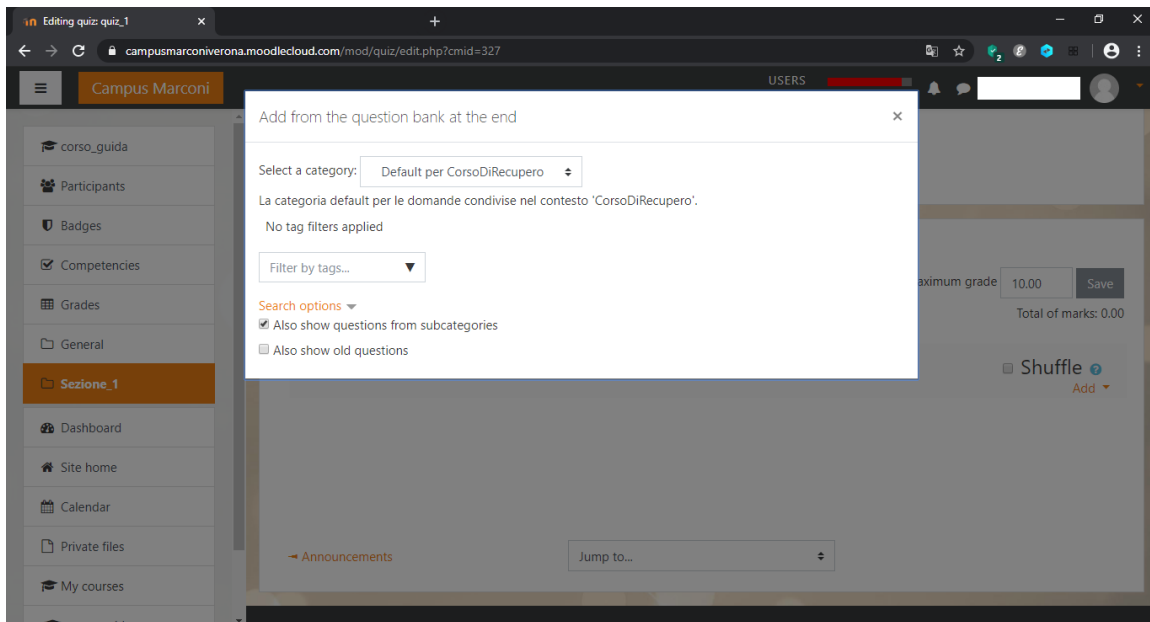 Editing quiz: quiz_1
campusmarconiverona.moodlecloud.com/mod/quiz/edit.php?cmid=327
2
Campus Marconi
USERS
corso_guida
Participants
Badges
Competencies
Grades
General
Sezione_1
Dashboard
Site home
Calendar
Private files
My courses
Add from the question bank at the end
Select a category: Default per CorsoDiRecupero
La categoria default per le domande condivise nel contesto 'CorsoDiRecupero'.
No tag filters applied
Filter by tags...
Search options
Also show questions from subcategories
Also show old questions
aximum grade 10.00 Save
Total of marks: 0.00
Shuffle
Add
Announcements
Jump to...